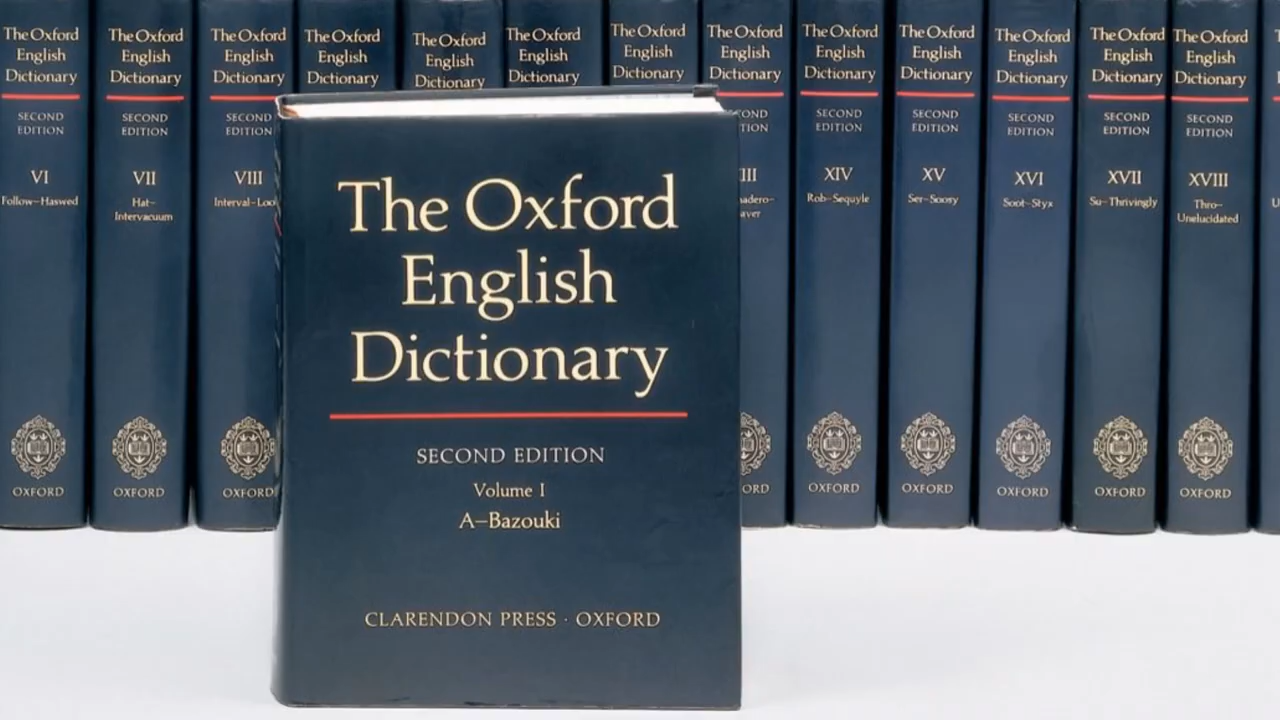 The Oxford
English
Dictionary
SECOND
EDITION
VI
Follow–Haswed
OXFORD
The Oxford
English
Dictionary
SECOND
EDITION
VII
Hat–
Intervacuum
OXFORD
The Oxford
English
Dictionary
SECOND
EDITION
VIII
OXFORD
The Oxford
English
Dictionary
The Oxford
English
Dictionary
The Oxford
English
Dictionary
The Oxford
English
Dictionary
The Oxford
English
Dictionary
The Oxford
English
Dictionary
SECOND
EDITION
XIV
Rob–Sequyle
OXFORD
The Oxford
English
Dictionary
SECOND
EDITION
XV
Ser–Soosy
OXFORD
The Oxford
English
Dictionary
SECOND
EDITION
XVI
Soot–Styx
OXFORD
The Oxford
English
Dictionary
SECOND
EDITION
XVII
Su–Thrivingly
OXFORD
The Oxford
English
Dictionary
SECOND
EDITION
XVIII
Thro–
Unelucidated
OXFORD
The Oxford
English
Dictionary
SECOND EDITION
Volume I
A–Bazouki
CLARENDON PRESS · OXFORD